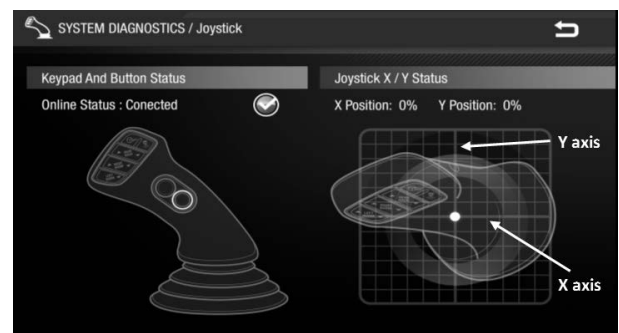 SYSTEM DIAGNOSTICS / Joystick
Keypad And Button Status
Online Status : Conected
Joystick X / Y Status
X Position: 0% Y Position: 0%
Y axis
X axis